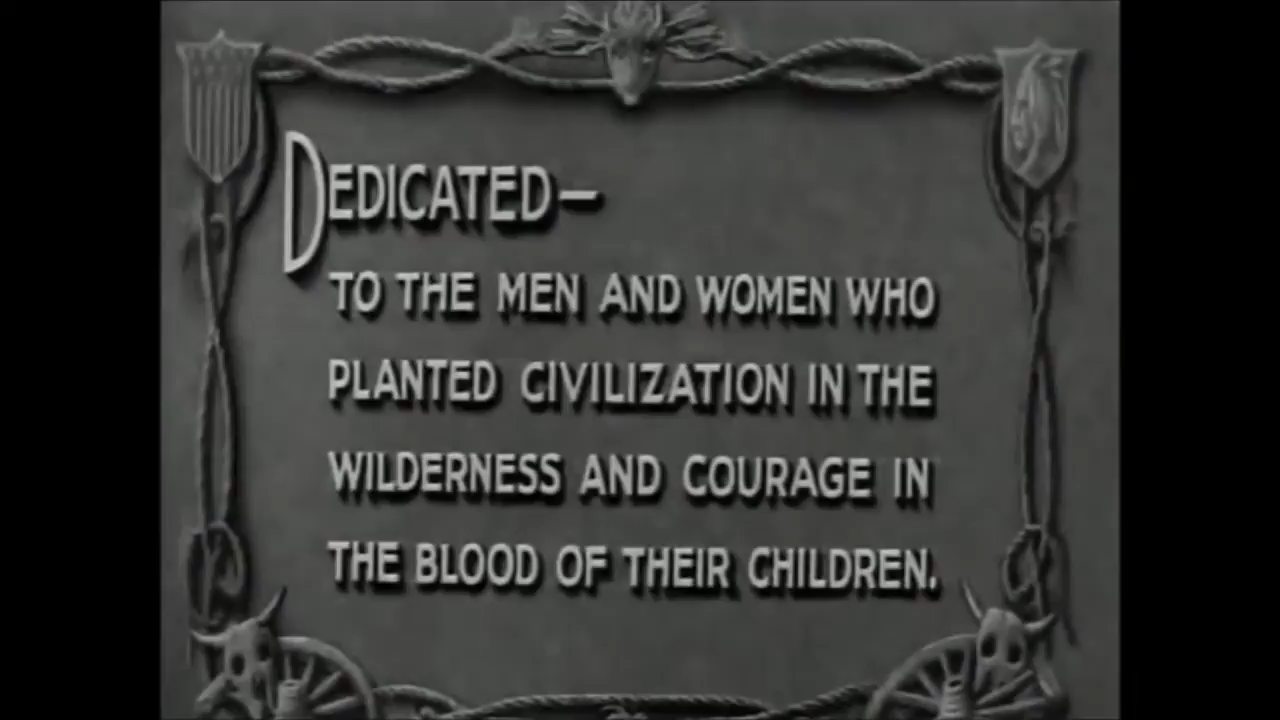 DEDICATED—
TO THE MEN AND WOMEN WHO
PLANTED CIVILIZATION IN THE
WILDERNESS AND COURAGE IN
THE BLOOD OF THEIR CHILDREN.